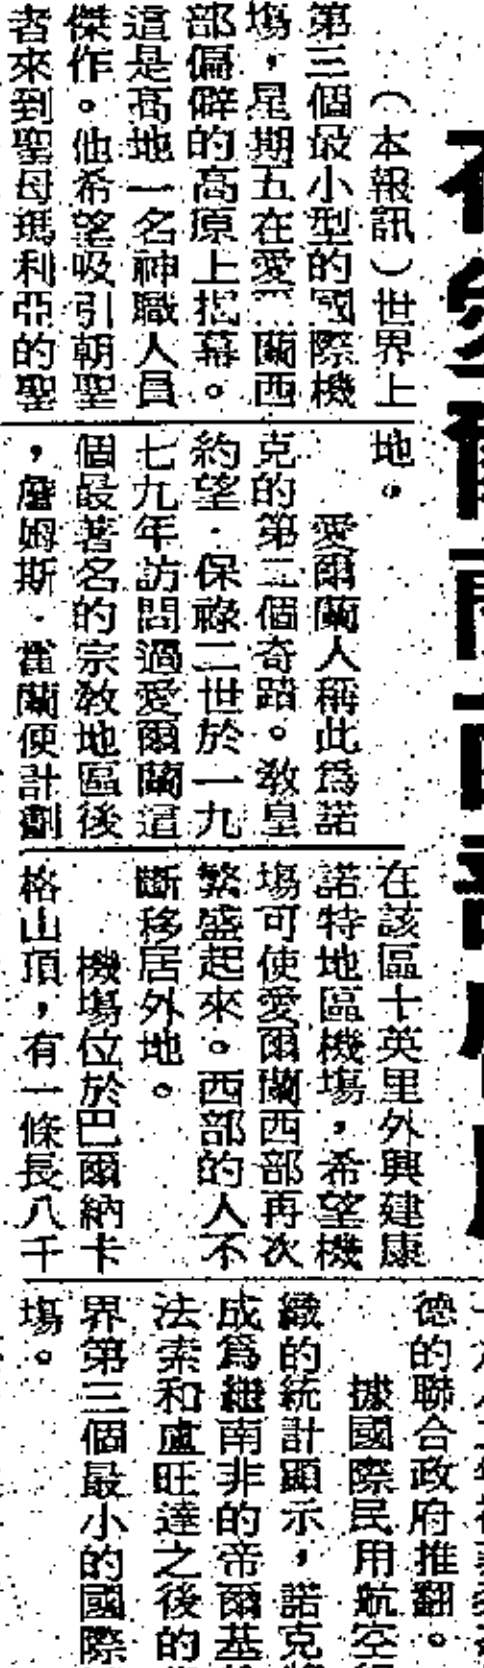 （本報訊）世界上
第三個最小型的國際機
塲，星期五在愛爾蘭西
部偏僻的高原上揭幕。
這是高地一名神職人員
傑作。他希望吸引朝聖
者來到聖母瑪利亞的聖
地。
愛爾蘭人稱此爲諾
克的第二個奇蹟。敎皇
約望．保祿二世於一九
七九年訪問過愛爾蘭這
個最著名的宗敎地區後
，詹姆斯．霍蘭便計劃
在該區十英里外興建康
諾特地區機塲，希望機
塲可使愛爾蘭西部再次
繁盛起來。西部的人不
斷移居外地。
機塲位於巴爾納卡
格山頂，有一條長八千
德的聯合政府推翻。
據國際民用航空
織的統計顯示，諾克
成爲繼南非的帝爾基
法索和盧旺達之後的
界第三個最小的國際
塲。